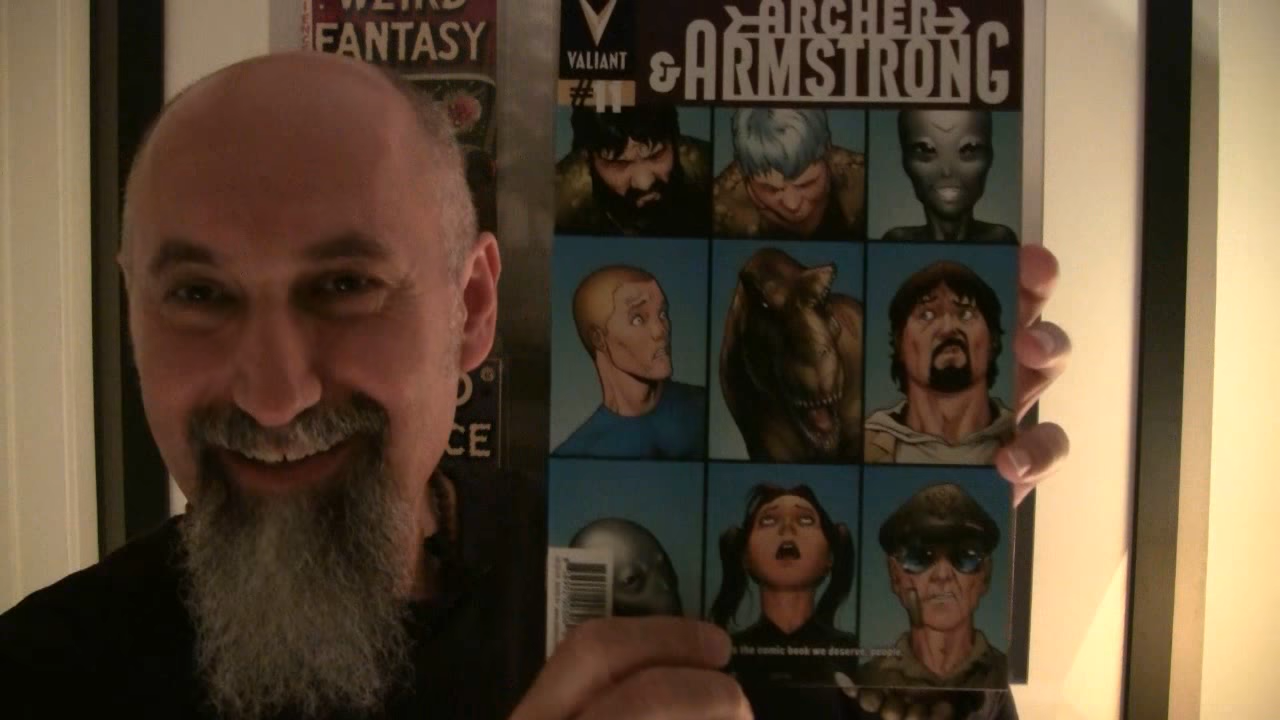 WEIRD
FANTASY
VALIANT
#11
ARCHER
& ARMSTRONG
CE
the comic book we deserve, people.